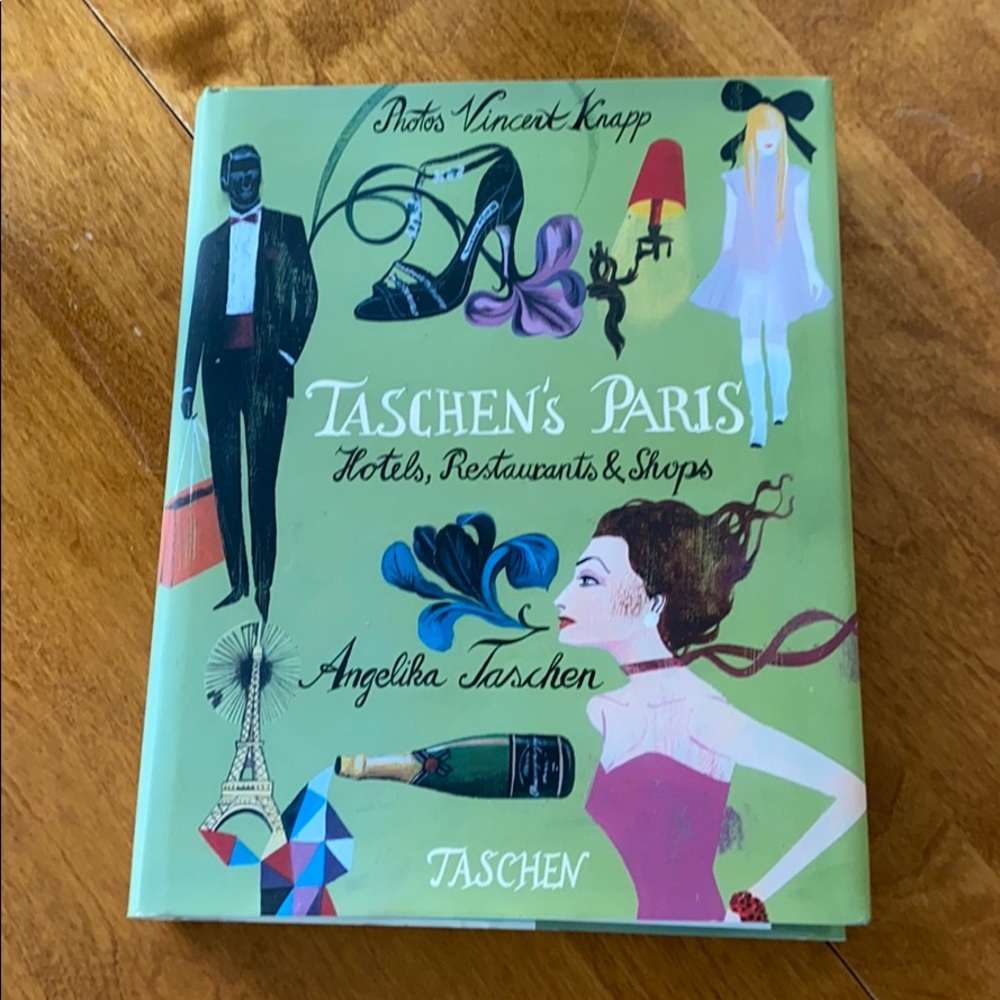 Photos Vincent Knapp
TASCHEN'S PARIS
Hotels, Restaurants & Shops
Angelika Taschen
TASCHEN